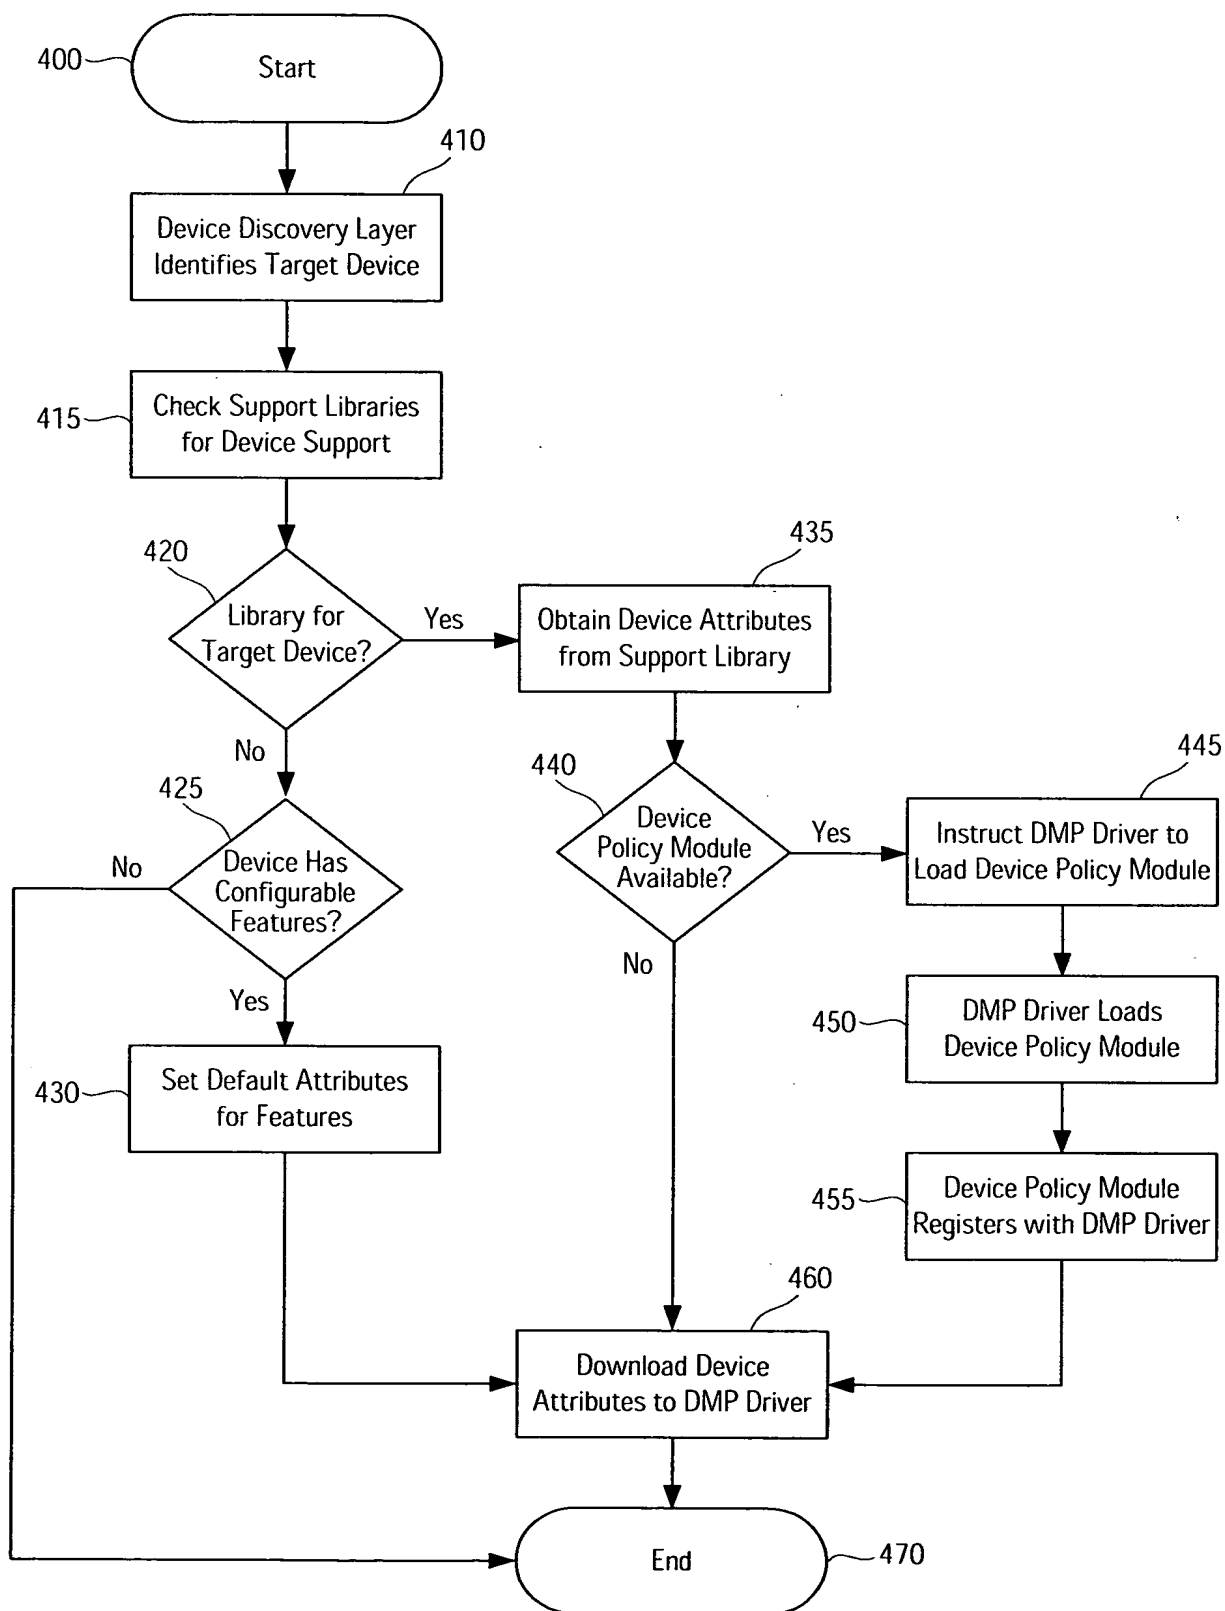 400
Start
410
Device Discovery Layer
Identifies Target Device
415
Check Support Libraries
for Device Support
420
Library for
Target Device?
Yes
No
435
Obtain Device Attributes
from Support Library
425
Device Has
Configurable
Features?
No
Yes
440
Device
Policy Module
Available?
Yes
No
445
Instruct DMP Driver to
Load Device Policy Module
430
Set Default Attributes
for Features
450
DMP Driver Loads
Device Policy Module
455
Device Policy Module
Registers with DMP Driver
460
Download Device
Attributes to DMP Driver
End
470